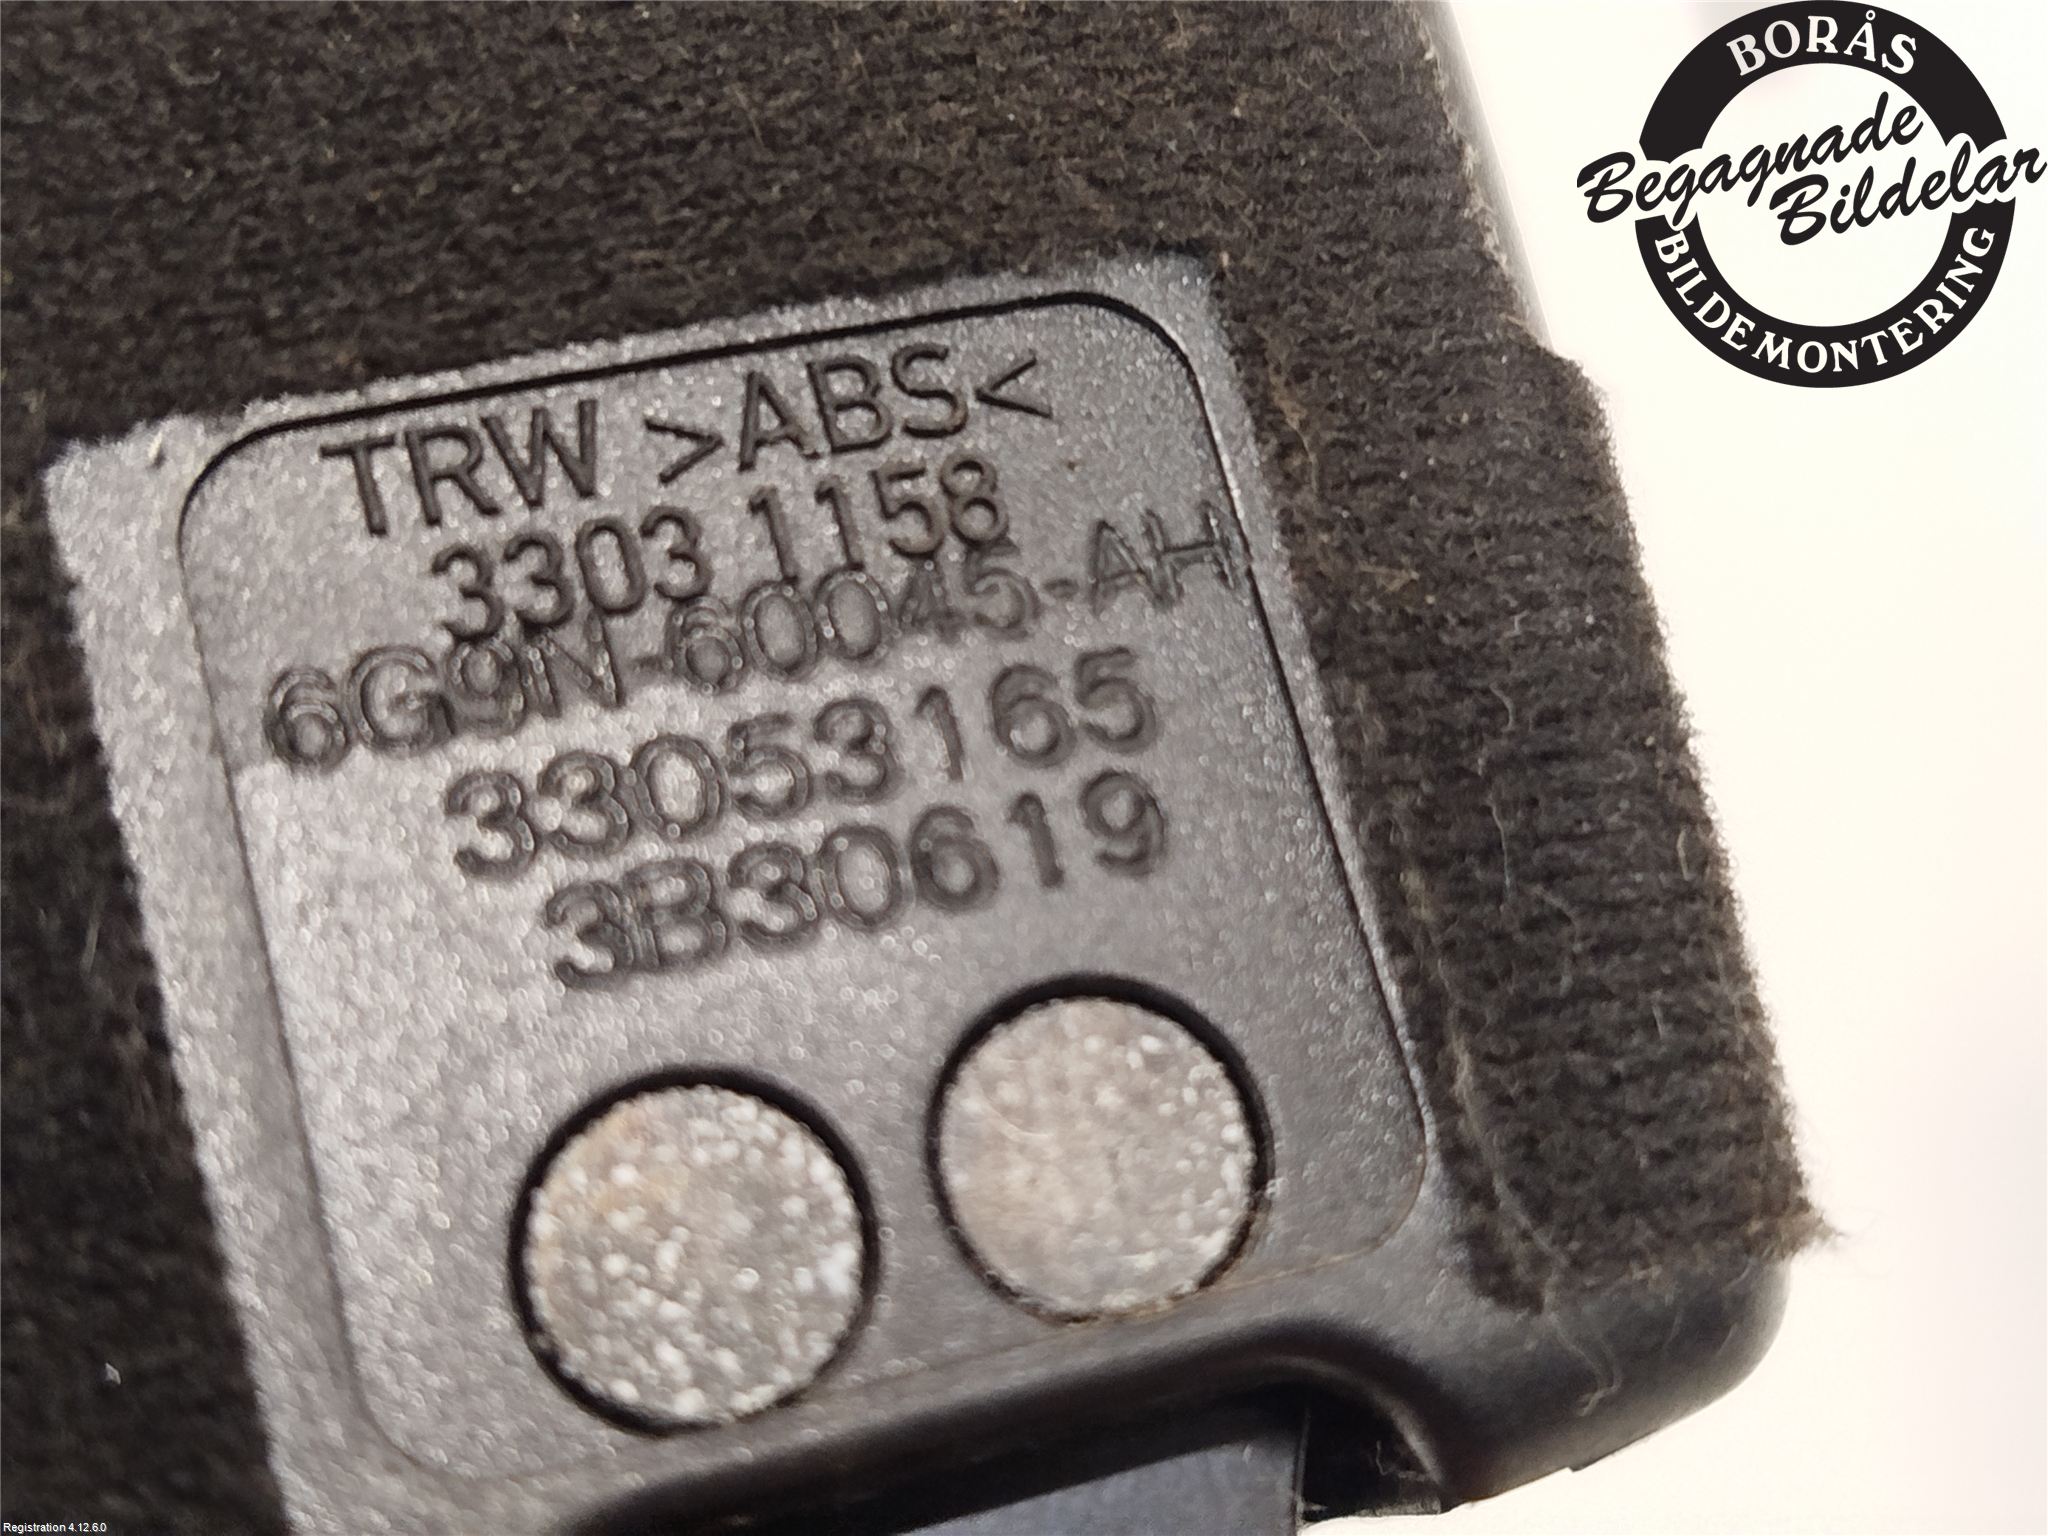 BORÅS
Begagnade
Bildelar
BILDEMONTERING
TRW >ABS<
3303 1158
6G9N-60045-AH
33053165
3B30619
Registration 4.12.6.0